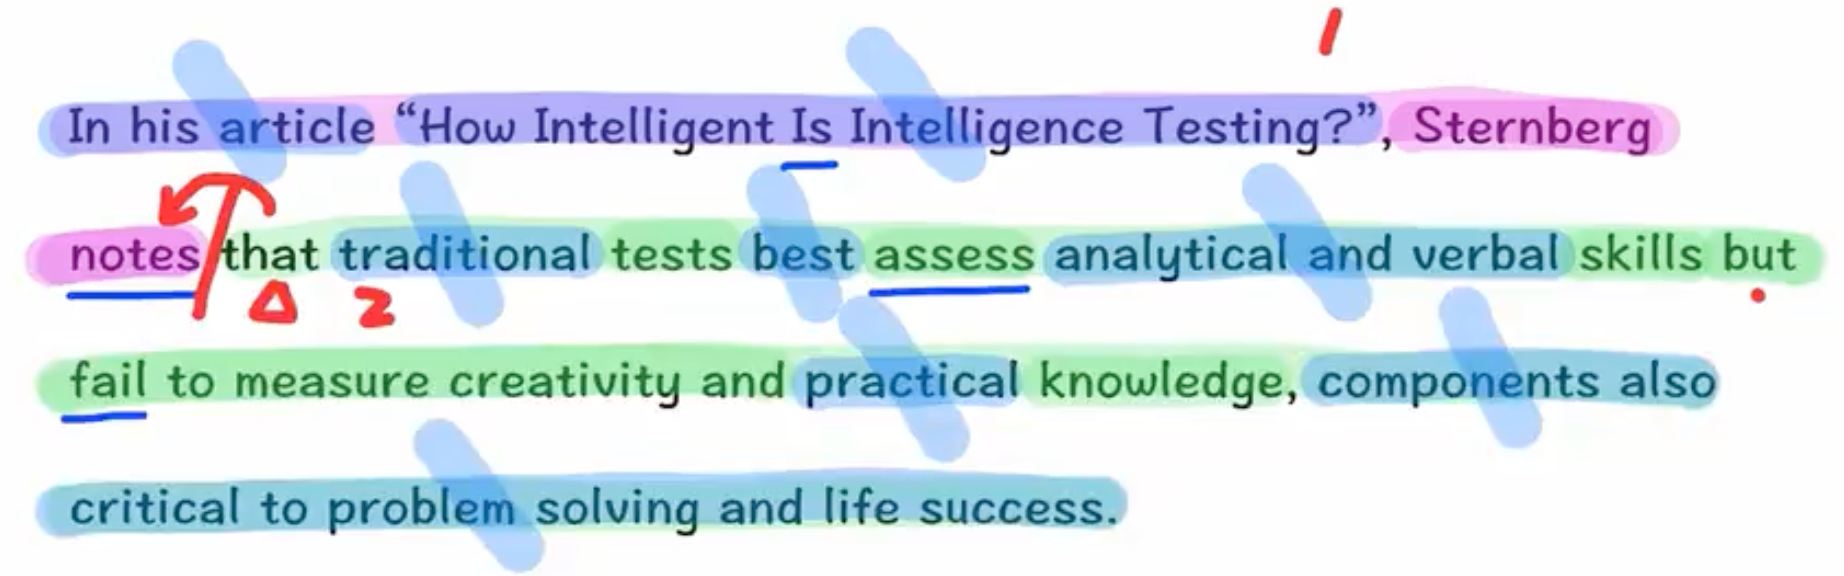 1
In his article “How Intelligent Is Intelligence Testing?”, Sternberg
notes that traditional tests best assess analytical and verbal skills but
2
fail to measure creativity and practical knowledge, components also
critical to problem solving and life success.